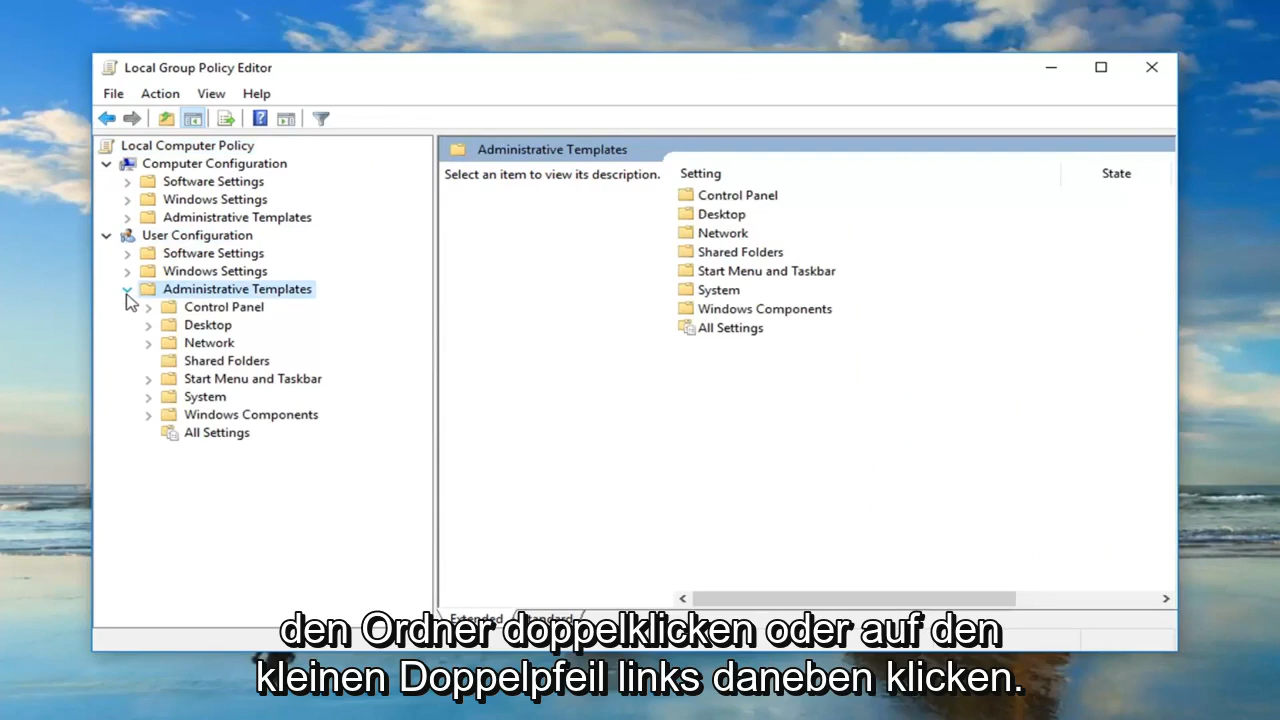 Local Group Policy Editor
File Action View Help
Local Computer Policy
Computer Configuration
Software Settings
Windows Settings
Administrative Templates
User Configuration
Software Settings
Windows Settings
Administrative Templates
Control Panel
Desktop
Network
Shared Folders
Start Menu and Taskbar
System
Windows Components
All Settings
Administrative Templates
Select an item to view its description.
Setting State
Control Panel
Desktop
Network
Shared Folders
Start Menu and Taskbar
System
Windows Components
All Settings
Extended Standard
den Ordner doppelklicken oder auf den
kleinen Doppelpfeil links daneben klicken.